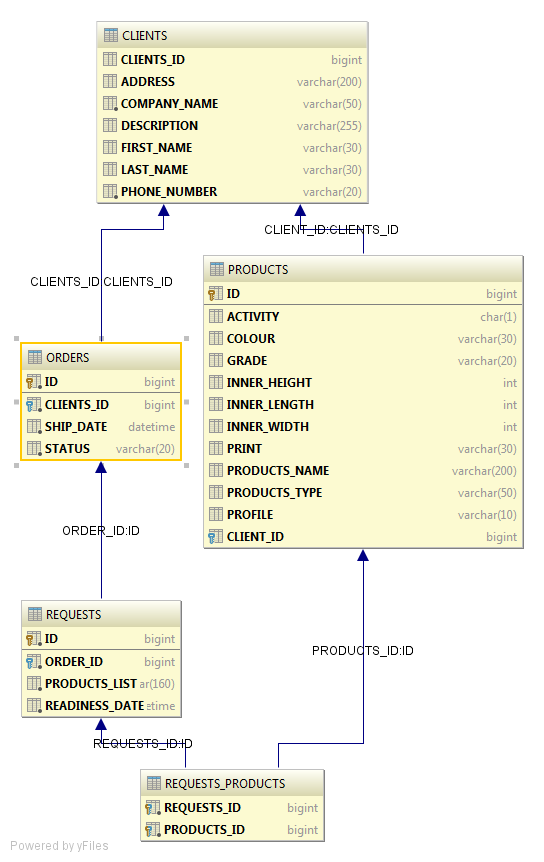 CLIENTS
CLIENTS_ID bigint
ADDRESS varchar(200)
COMPANY_NAME varchar(50)
DESCRIPTION varchar(255)
FIRST_NAME varchar(30)
LAST_NAME varchar(30)
PHONE_NUMBER varchar(20)
CLIENT_ID:CLIENTS_ID
CLIENTS_ID:CLIENTS_ID
PRODUCTS
ID bigint
ACTIVITY char(1)
COLOUR varchar(30)
GRADE varchar(20)
INNER_HEIGHT int
INNER_LENGTH int
INNER_WIDTH int
PRINT varchar(30)
PRODUCTS_NAME varchar(200)
PRODUCTS_TYPE varchar(50)
PROFILE varchar(10)
CLIENT_ID bigint
ORDERS
ID bigint
CLIENTS_ID bigint
SHIP_DATE datetime
STATUS varchar(20)
ORDER_ID:ID
REQUESTS
ID bigint
ORDER_ID bigint
PRODUCTS_LIST ar(160)
READINESS_DATE etime
PRODUCTS_ID:ID
REQUESTS_ID:ID
REQUESTS_PRODUCTS
REQUESTS_ID bigint
PRODUCTS_ID bigint
Powered by yFiles